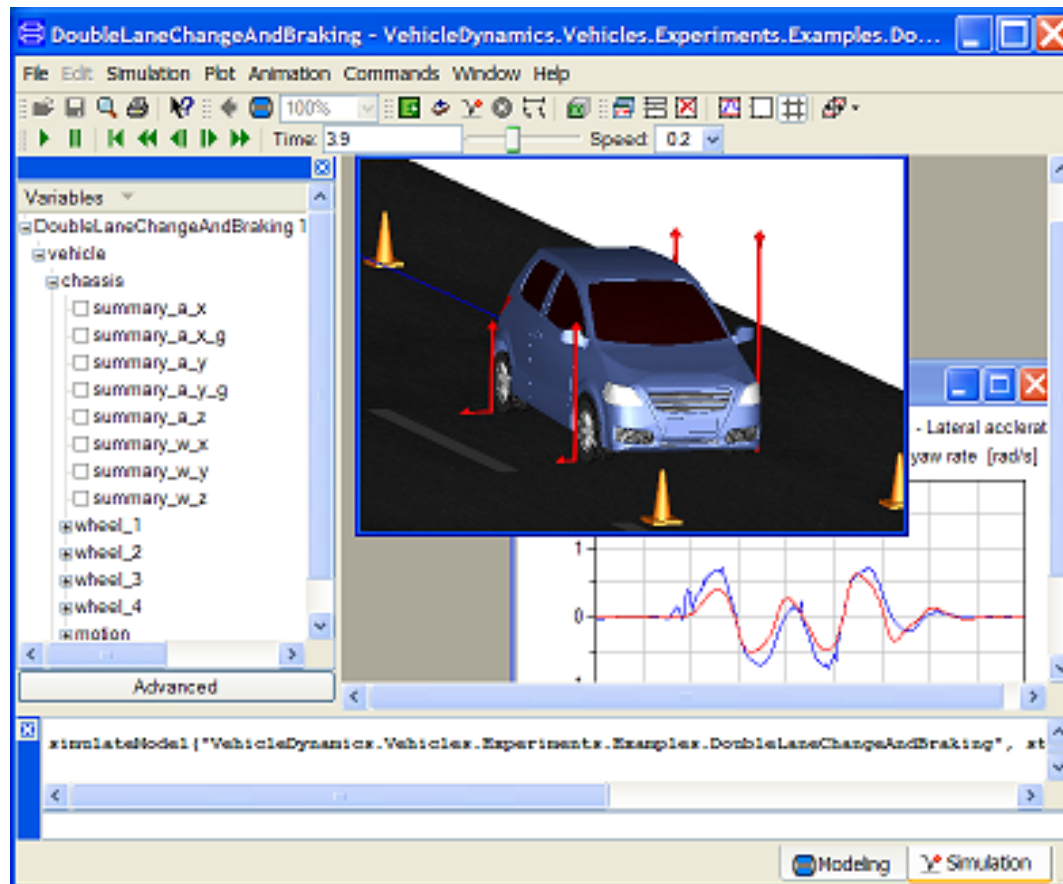 DoubleLaneChangeAndBraking - VehicleDynamics.Vehicles.Experiments.Examples.Do...
File Edit Simulation Plot Animation Commands Window Help
100%
Time: 3.9 Speed: 0.2
Variables
DoubleLaneChangeAndBraking 1
vehicle
chassis
summary_a_x
summary_a_x_g
summary_a_y
summary_a_y_g
summary_a_z
summary_w_x
summary_w_y
summary_w_z
wheel_1
wheel_2
wheel_3
wheel_4
motion
Advanced
- Lateral acclerat
yaw rate [rad/s]
1
0
simulateModel("VehicleDynamics.Vehicles.Experiments.Examples.DoubleLaneChangeAndBraking", st
Modeling Simulation